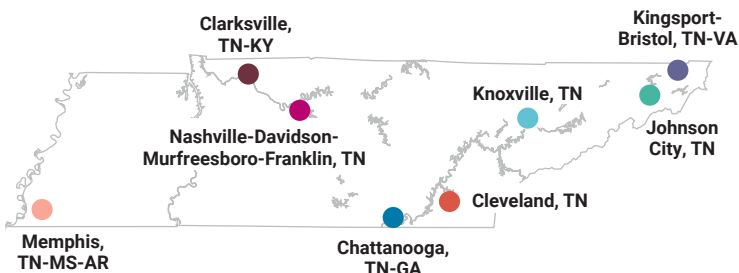 Clarksville,
TN-KY
Kingsport-
Bristol, TN-VA
Knoxville, TN
Nashville-Davidson-
Murfreesboro-Franklin, TN
Johnson
City, TN
Cleveland, TN
Memphis,
TN-MS-AR
Chattanooga,
TN-GA